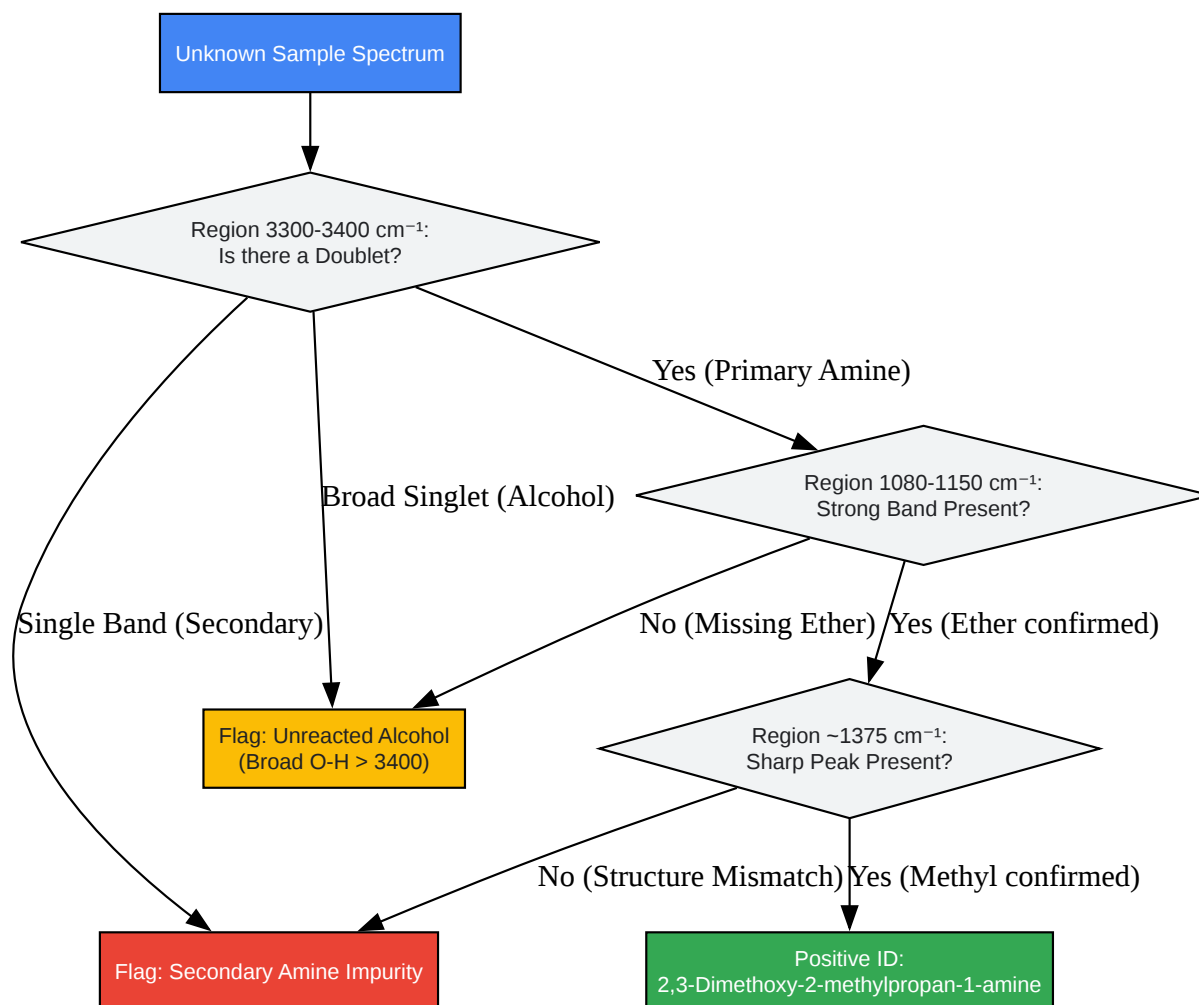 Unknown Sample Spectrum
Region 3300-3400 cm⁻¹:
Is there a Doublet?
Yes (Primary Amine)
Broad Singlet (Alcohol)
Region 1080-1150 cm⁻¹:
Strong Band Present?
Single Band (Secondary)
No (Missing Ether)
Yes (Ether confirmed)
Flag: Unreacted Alcohol
(Broad O-H > 3400)
Region ~1375 cm⁻¹:
Sharp Peak Present?
No (Structure Mismatch)
Yes (Methyl confirmed)
Flag: Secondary Amine Impurity
Positive ID:
2,3-Dimethoxy-2-methylpropan-1-amine